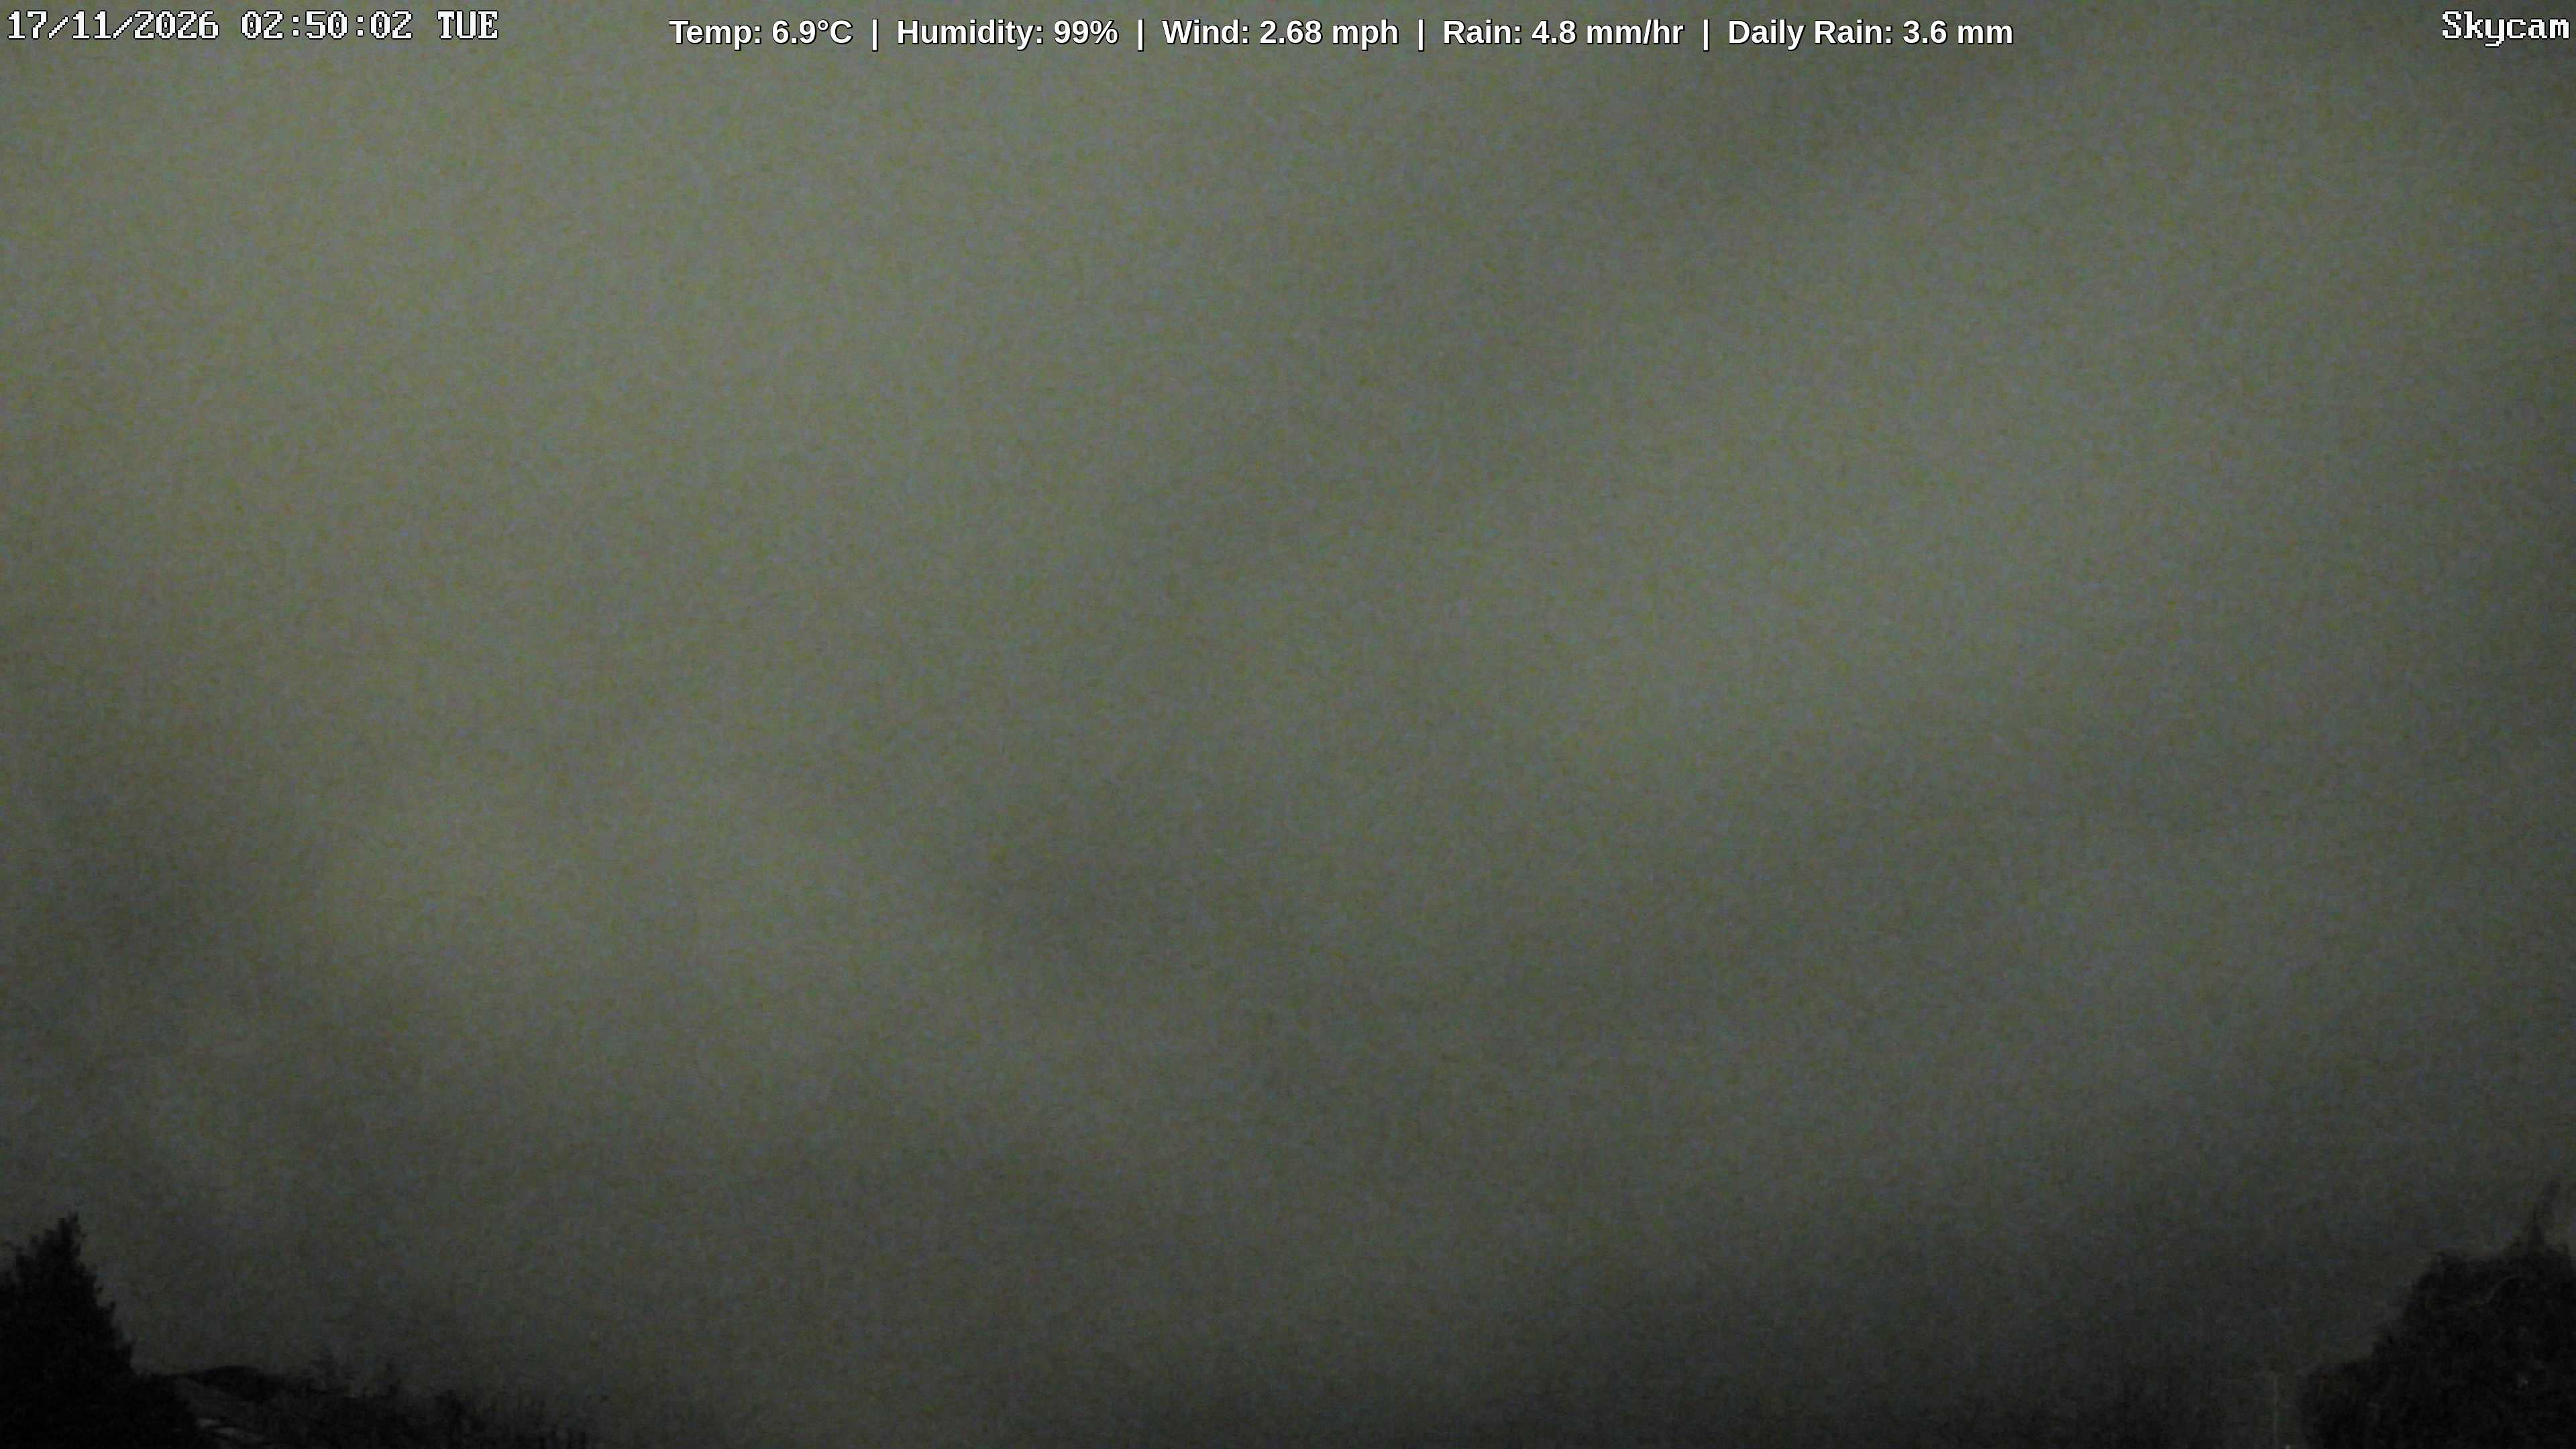 17/11/2026 02:50:02 TUE
Temp: 6.9°C | Humidity: 99% | Wind: 2.68 mph | Rain: 4.8 mm/hr | Daily Rain: 3.6 mm
Skycam